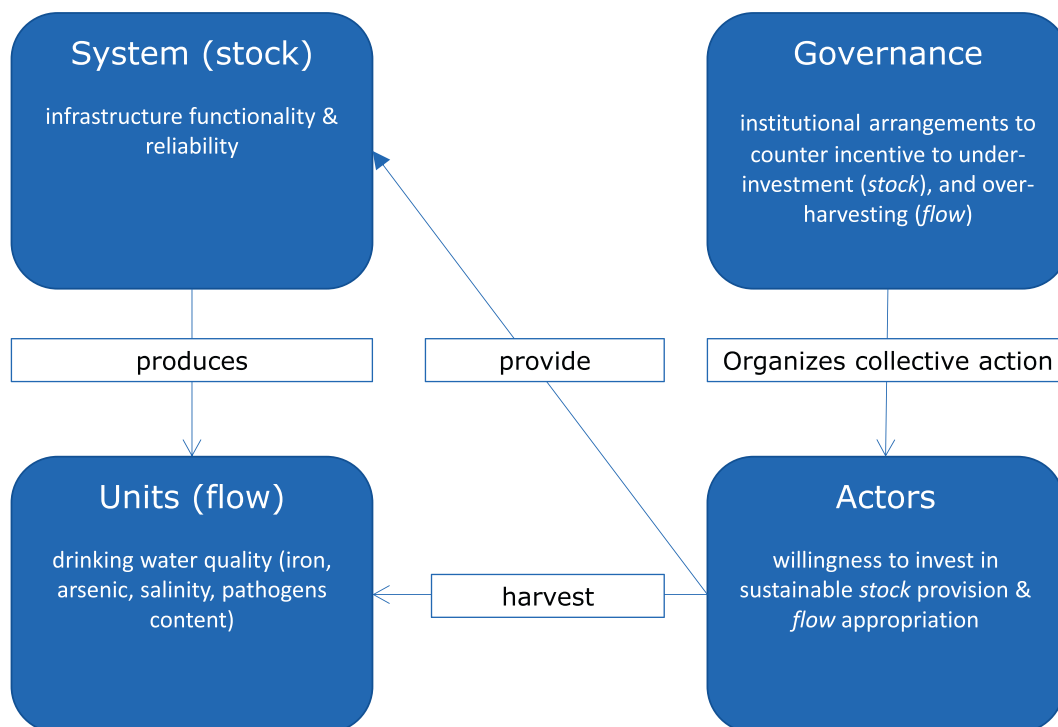 System (stock)
infrastructure functionality &
reliability
Governance
institutional arrangements to
counter incentive to under-
investment (stock), and over-
harvesting (flow)
produces
provide
Organizes collective action
Units (flow)
drinking water quality (iron,
arsenic, salinity, pathogens
content)
harvest
Actors
willingness to invest in
sustainable stock provision &
flow appropriation